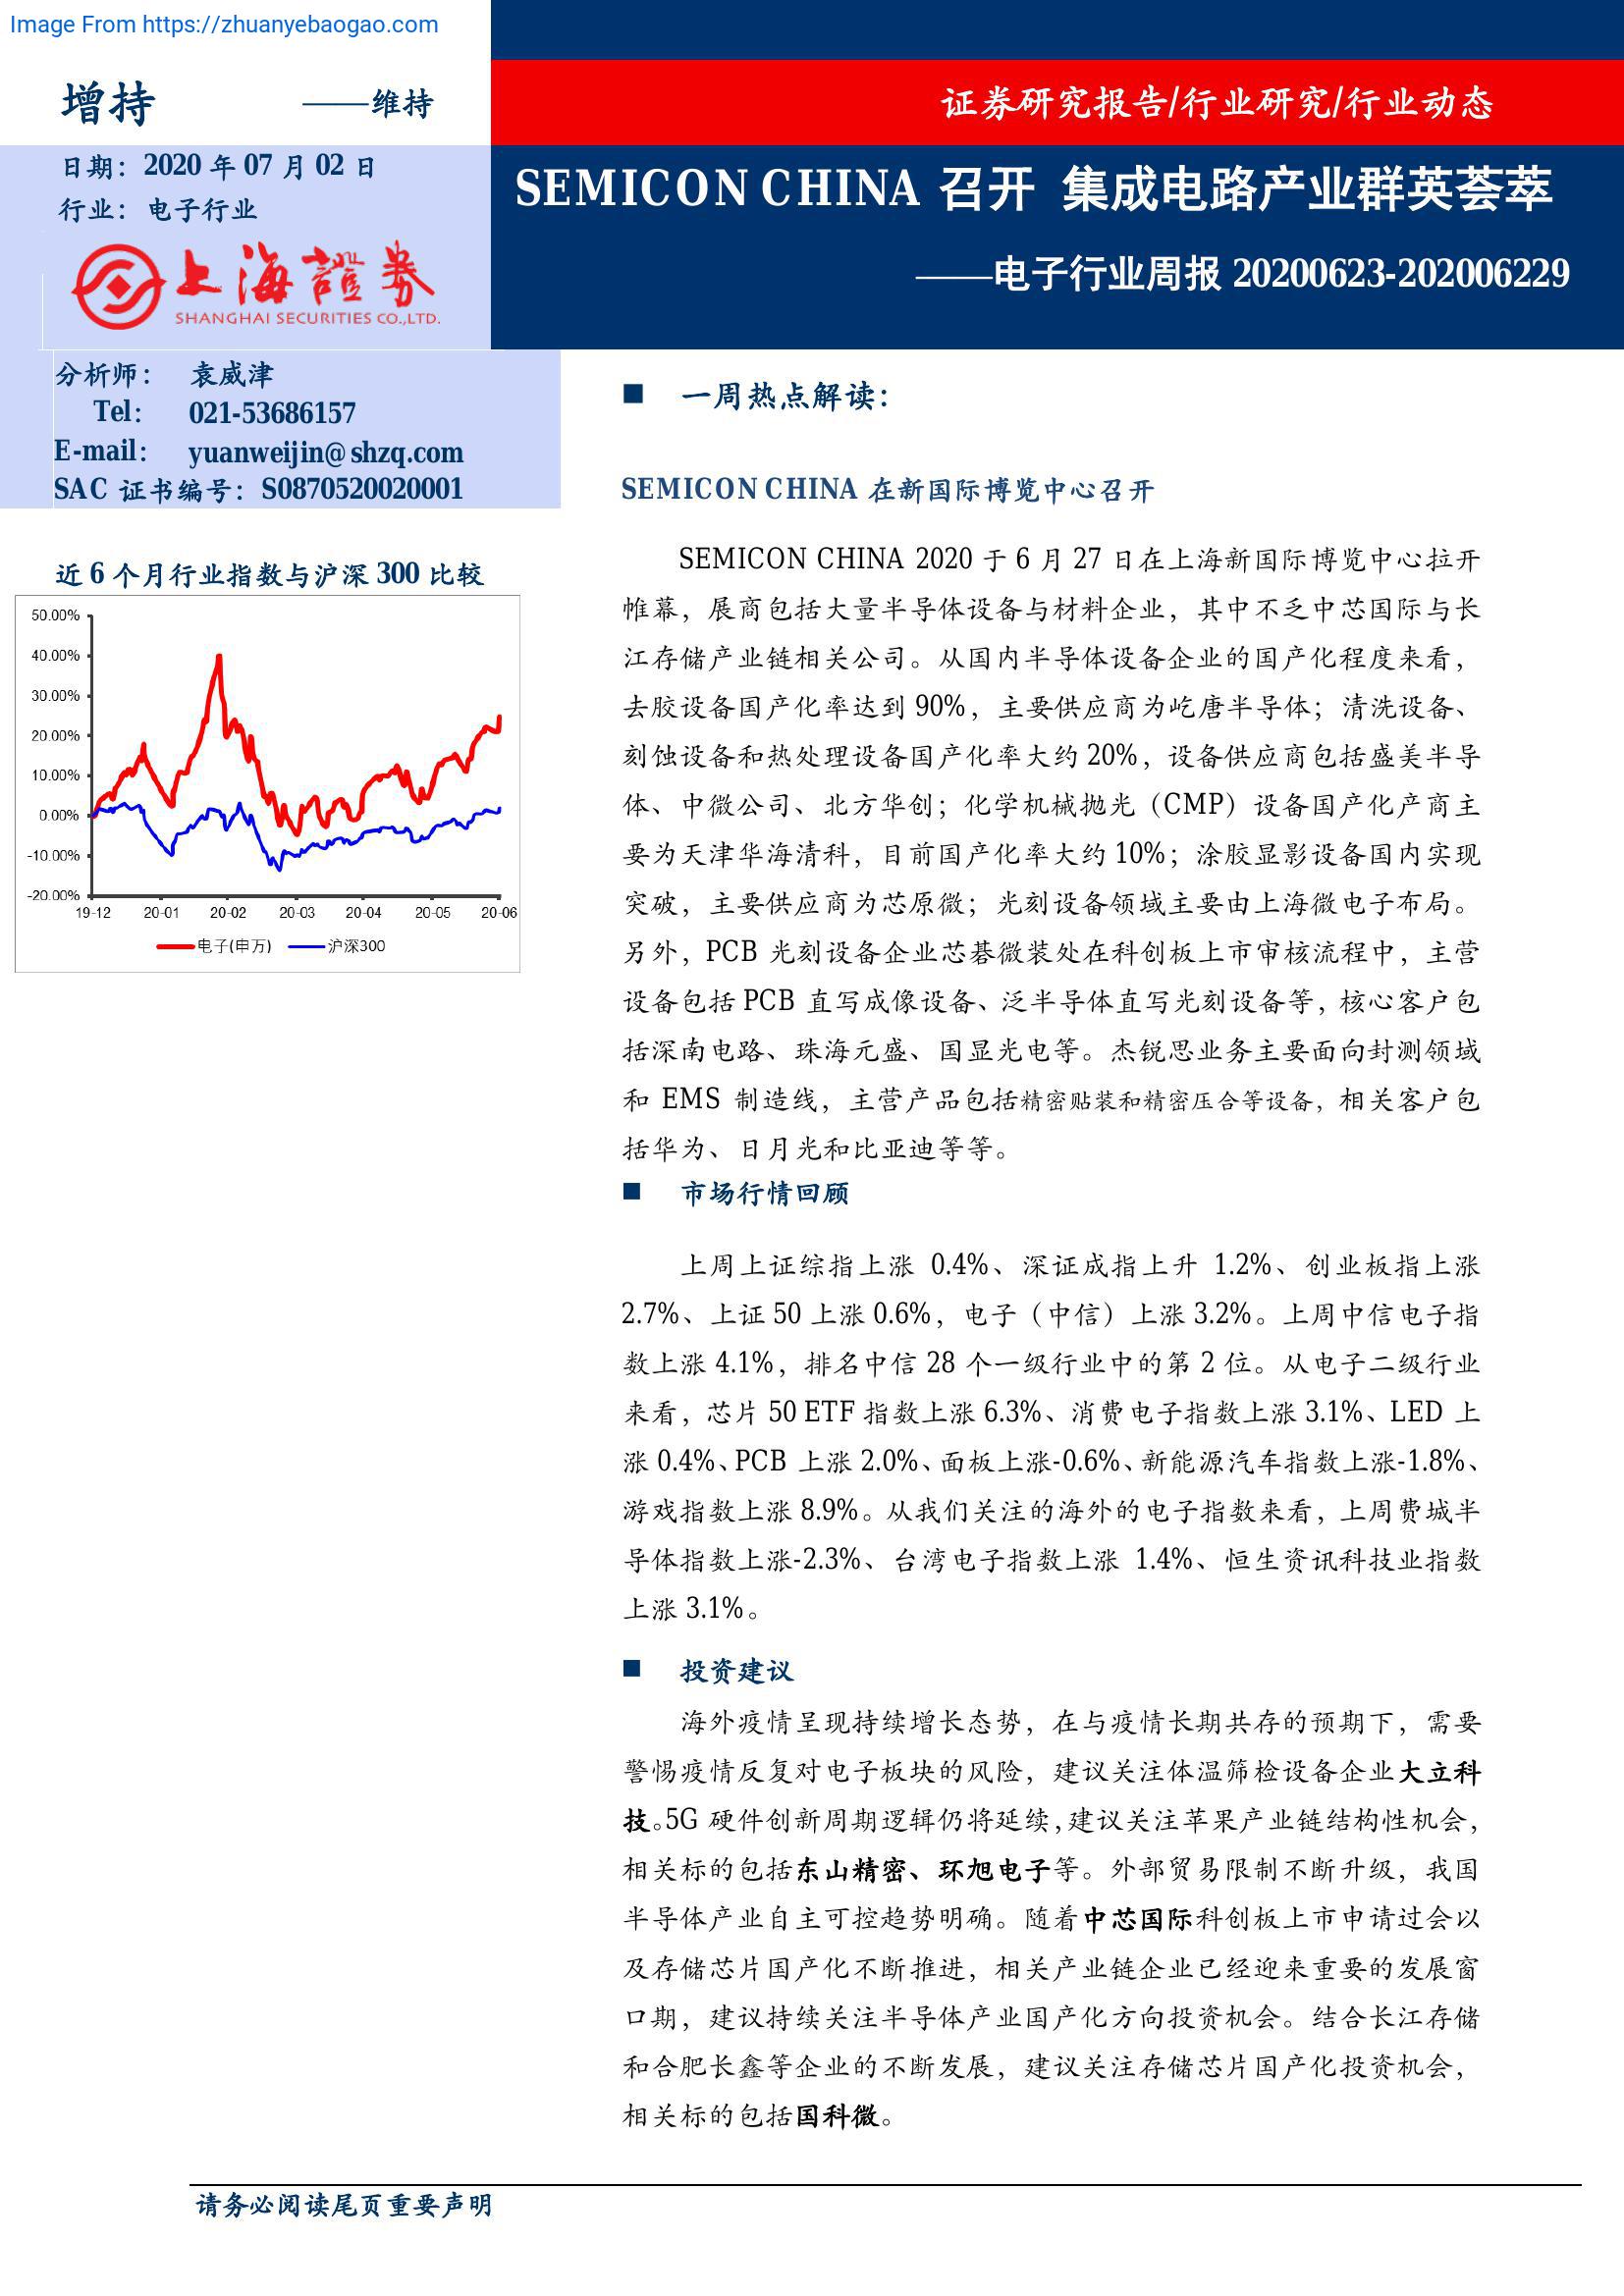 Image From https://zhuanyebaogao.com
增持 ——维持
证券研究报告/行业研究/行业动态
日期：2020 年 07 月 02 日
行业：电子行业
SEMICON CHINA 召开 集成电路产业群英荟萃
——电子行业周报 20200623-202006229
上海證券
SHANGHAI SECURITIES CO.,LTD.
分析师： 袁威津
Tel： 021-53686157
E-mail： yuanweijin@shzq.com
SAC 证书编号：S0870520020001
近 6 个月行业指数与沪深 300 比较
50.00%
40.00%
30.00%
20.00%
10.00%
0.00%
-10.00%
-20.00%
19-12 20-01 20-02 20-03 20-04 20-05 20-06
电子(申万) 沪深300
■ 一周热点解读：
SEMICON CHINA 在新国际博览中心召开
SEMICON CHINA 2020 于 6 月 27 日在上海新国际博览中心拉开
帷幕，展商包括大量半导体设备与材料企业，其中不乏中芯国际与长
江存储产业链相关公司。从国内半导体设备企业的国产化程度来看，
去胶设备国产化率达到 90%，主要供应商为屹唐半导体；清洗设备、
刻蚀设备和热处理设备国产化率大约 20%，设备供应商包括盛美半导
体、中微公司、北方华创；化学机械抛光（CMP）设备国产化产商主
要为天津华海清科，目前国产化率大约 10%；涂胶显影设备国内实现
突破，主要供应商为芯原微；光刻设备领域主要由上海微电子布局。
另外，PCB 光刻设备企业芯碁微装处在科创板上市审核流程中，主营
设备包括 PCB 直写成像设备、泛半导体直写光刻设备等，核心客户包
括深南电路、珠海元盛、国显光电等。杰锐思业务主要面向封测领域
和 EMS 制造线，主营产品包括精密贴装和精密压合等设备，相关客户包
括华为、日月光和比亚迪等等。
■ 市场行情回顾
上周上证综指上涨 0.4%、深证成指上升 1.2%、创业板指上涨
2.7%、上证 50 上涨 0.6%，电子（中信）上涨 3.2%。上周中信电子指
数上涨 4.1%，排名中信 28 个一级行业中的第 2 位。从电子二级行业
来看，芯片 50 ETF 指数上涨 6.3%、消费电子指数上涨 3.1%、LED 上
涨 0.4%、PCB 上涨 2.0%、面板上涨-0.6%、新能源汽车指数上涨-1.8%、
游戏指数上涨 8.9%。从我们关注的海外的电子指数来看，上周费城半
导体指数上涨-2.3%、台湾电子指数上涨 1.4%、恒生资讯科技业指数
上涨 3.1%。
■ 投资建议
海外疫情呈现持续增长态势，在与疫情长期共存的预期下，需要
警惕疫情反复对电子板块的风险，建议关注体温筛检设备企业大立科
技。5G 硬件创新周期逻辑仍将延续，建议关注苹果产业链结构性机会，
相关标的包括东山精密、环旭电子等。外部贸易限制不断升级，我国
半导体产业自主可控趋势明确。随着中芯国际科创板上市申请过会以
及存储芯片国产化不断推进，相关产业链企业已经迎来重要的发展窗
口期，建议持续关注半导体产业国产化方向投资机会。结合长江存储
和合肥长鑫等企业的不断发展，建议关注存储芯片国产化投资机会，
相关标的包括国科微。
请务必阅读尾页重要声明